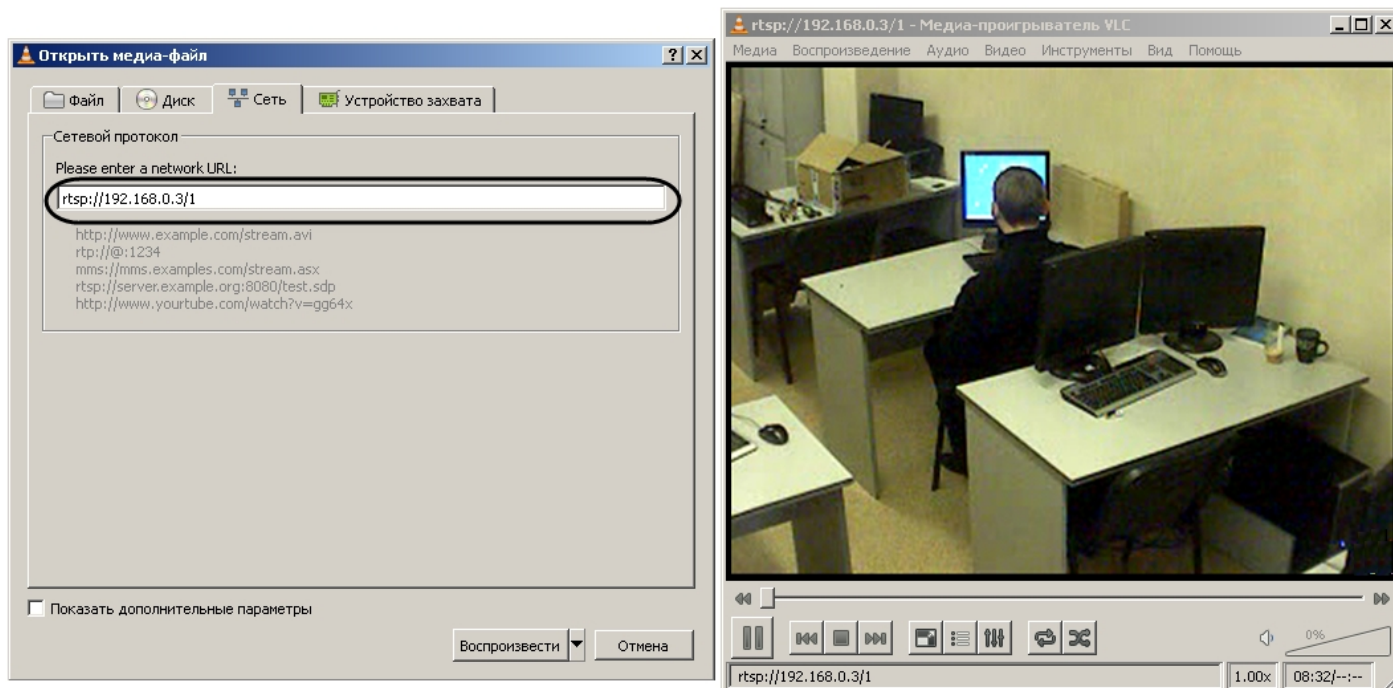 Открыть медиа-файл
Файл
Диск
Сеть
Устройство захвата
Сетевой протокол
Please enter a network URL:
rtsp://192.168.0.3/1
http://www.example.com/stream.avi
rtp://@:1234
mms://mms.examples.com/stream.asx
rtsp://server.example.org:8080/test.sdp
http://www.yourtube.com/watch?v=gg64x
Показать дополнительные параметры
Воспроизвести
Отмена
rtsp://192.168.0.3/1 - Медиа-проигрыватель VLC
Медиа Воспроизведение Аудио Видео Инструменты Вид Помощь
0%
rtsp://192.168.0.3/1
1.00x
08:32/--:--